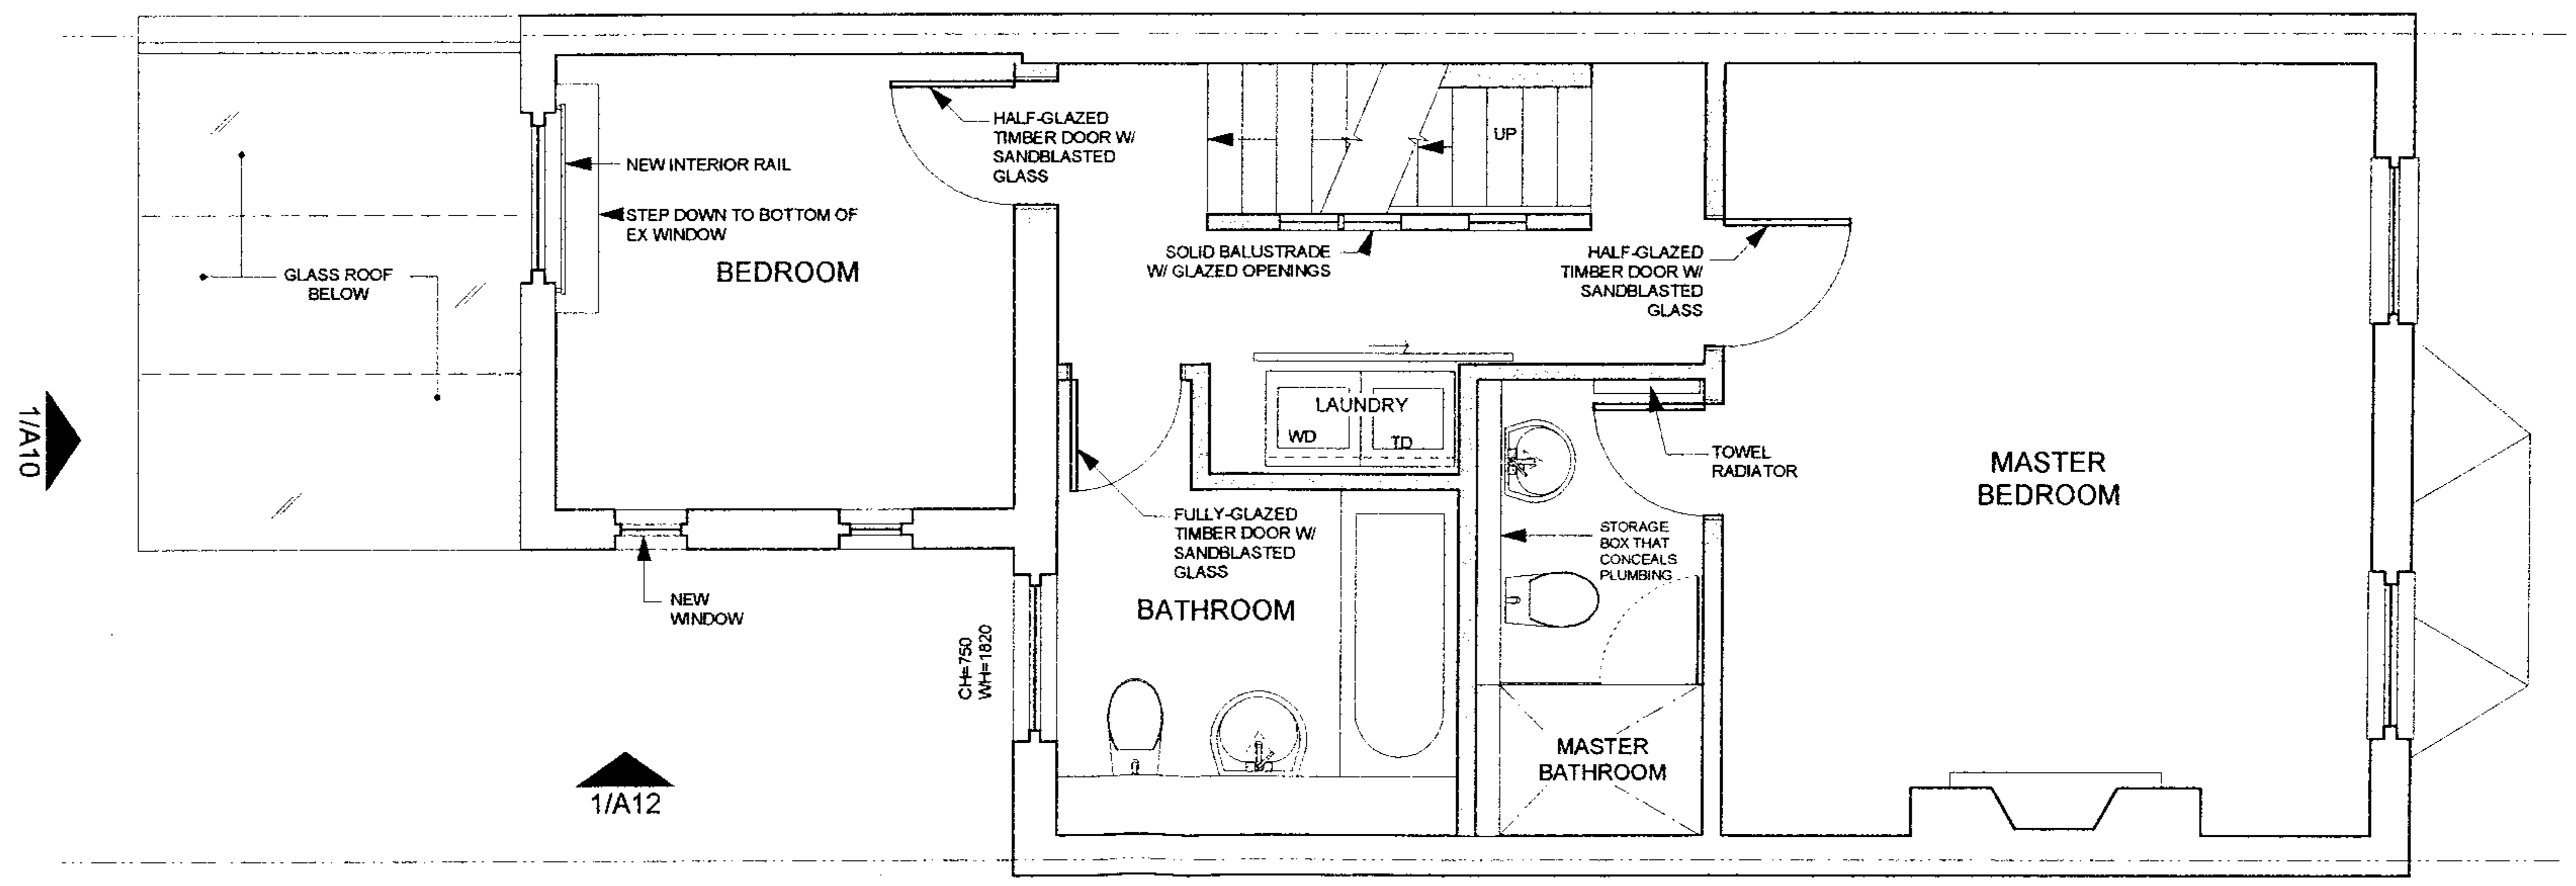 HALF-GLAZED
TIMBER DOOR W/
SANDBLASTED
GLASS
UP
NEW INTERIOR RAIL
STEP DOWN TO BOTTOM OF
EX WINDOW
BEDROOM
GLASS ROOF
BELOW
SOLID BALUSTRADE
W/ GLAZED OPENINGS
HALF-GLAZED
TIMBER DOOR W/
SANDBLASTED
GLASS
1/A10
LAUNDRY
WD
TD
TOWEL
RADIATOR
MASTER
BEDROOM
FULLY-GLAZED
TIMBER DOOR W/
SANDBLASTED
GLASS
STORAGE
BOX THAT
CONCEALS
PLUMBING
NEW
WINDOW
BATHROOM
CH=750
WH=1820
MASTER
BATHROOM
1/A12